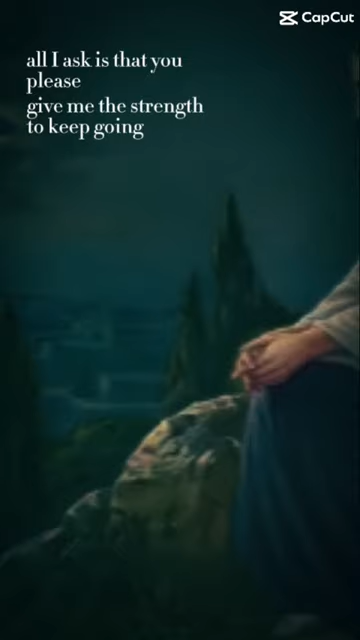 CapCut
all I ask is that you
please
give me the strength
to keep going